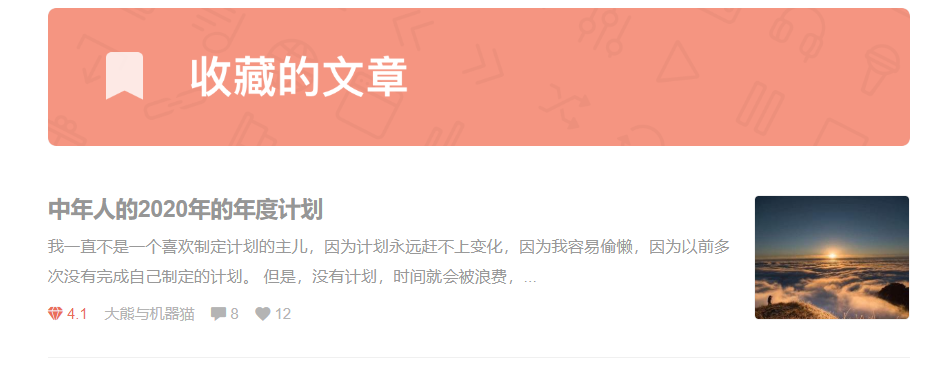 收藏的文章
中年人的2020年的年度计划
我一直不是一个喜欢制定计划的主儿，因为计划永远赶不上变化，因为我容易偷懒，因为以前多
次没有完成自己制定的计划。 但是，没有计划，时间就会被浪费，...
4.1 大熊与机器猫 8 12